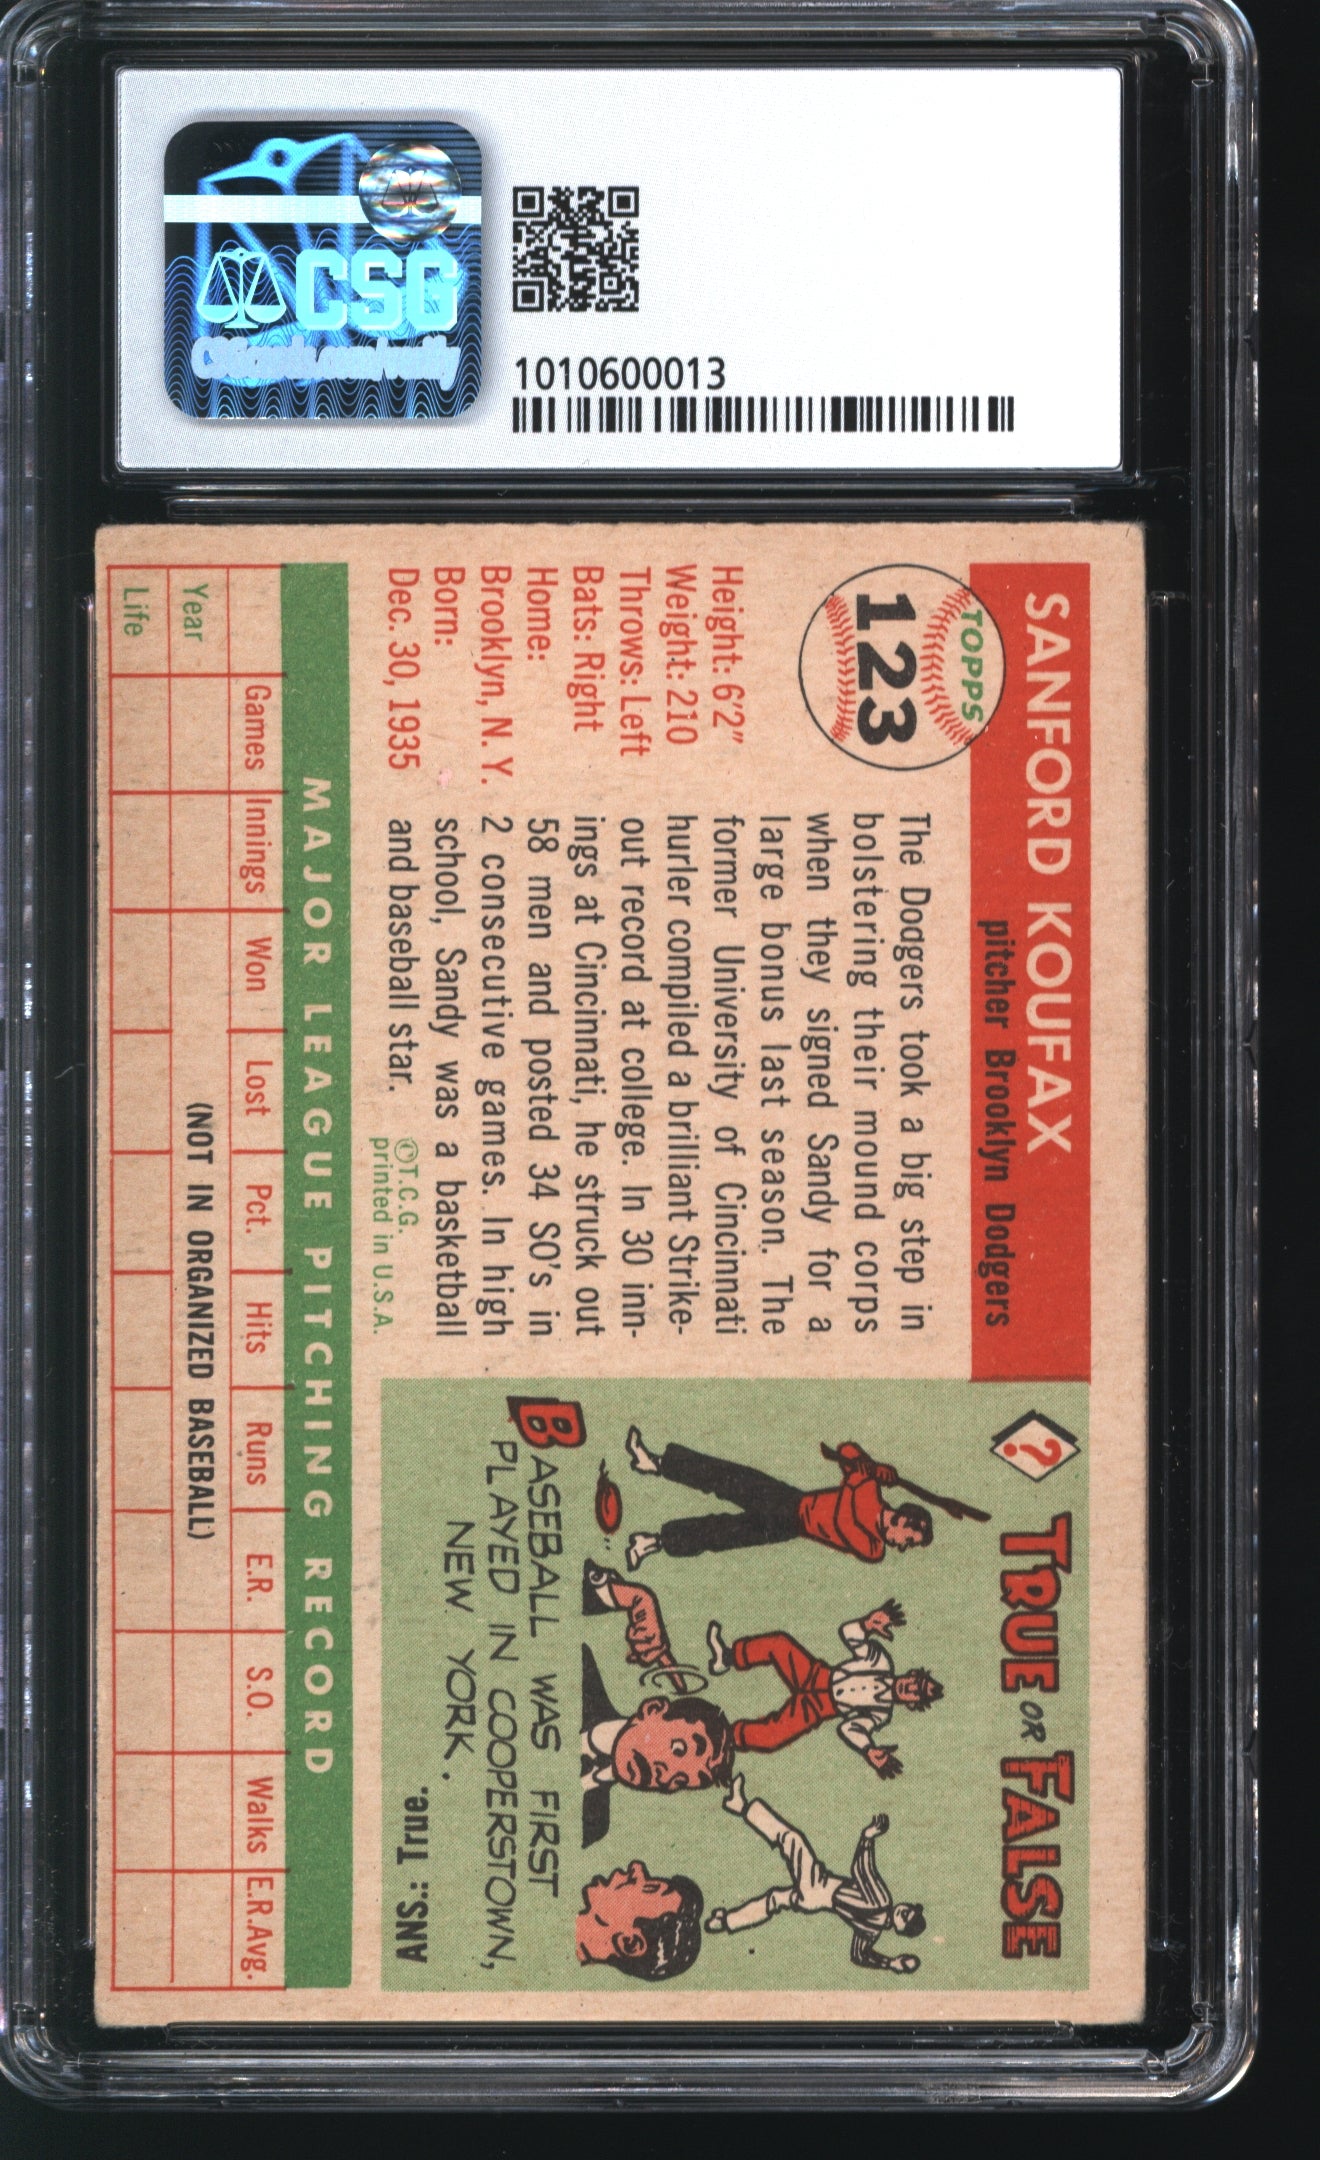 CSG
1010600013
SANFORD KOUFAX
pitcher Brooklyn Dodgers
TOPPS
123
Height: 6'2"
Weight: 210
Throws: Left
Bats: Right
Home:
Brooklyn, N. Y.
Born:
Dec. 30, 1935
The Dodgers took a big step in
bolstering their mound corps
when they signed Sandy for a
large bonus last season. The
former University of Cincinnati
hurler compiled a brilliant Strike-
out record at college. In 30 inn-
ings at Cincinnati, he struck out
58 men and posted 34 SO's in
2 consecutive games. In high
school, Sandy was a basketball
and baseball star.
©T.C.G.
printed in U.S.A.
? TRUE OR FALSE
BASEBALL WAS FIRST
PLAYED IN COOPERSTOWN,
NEW YORK.
ANS.: True.
MAJOR LEAGUE PITCHING RECORD
Games Innings Won Lost Pct. Hits Runs E.R. S.O. Walks E.R.Avg.
Year
(NOT IN ORGANIZED BASEBALL)
Life